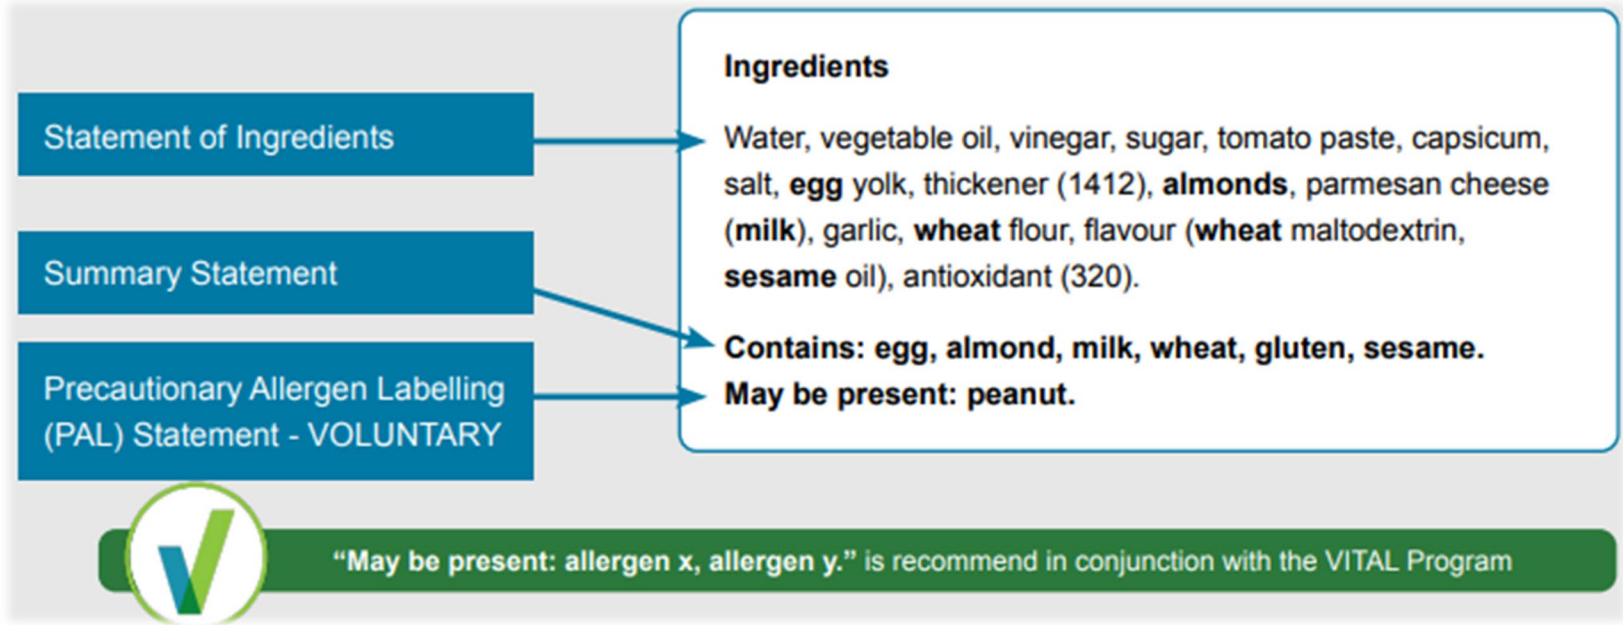 Statement of Ingredients
Summary Statement
Precautionary Allergen Labelling
(PAL) Statement - VOLUNTARY
Ingredients
Water, vegetable oil, vinegar, sugar, tomato paste, capsicum,
salt, egg yolk, thickener (1412), almonds, parmesan cheese
(milk), garlic, wheat flour, flavour (wheat maltodextrin,
sesame oil), antioxidant (320).
Contains: egg, almond, milk, wheat, gluten, sesame.
May be present: peanut.
“May be present: allergen x, allergen y.” is recommend in conjunction with the VITAL Program